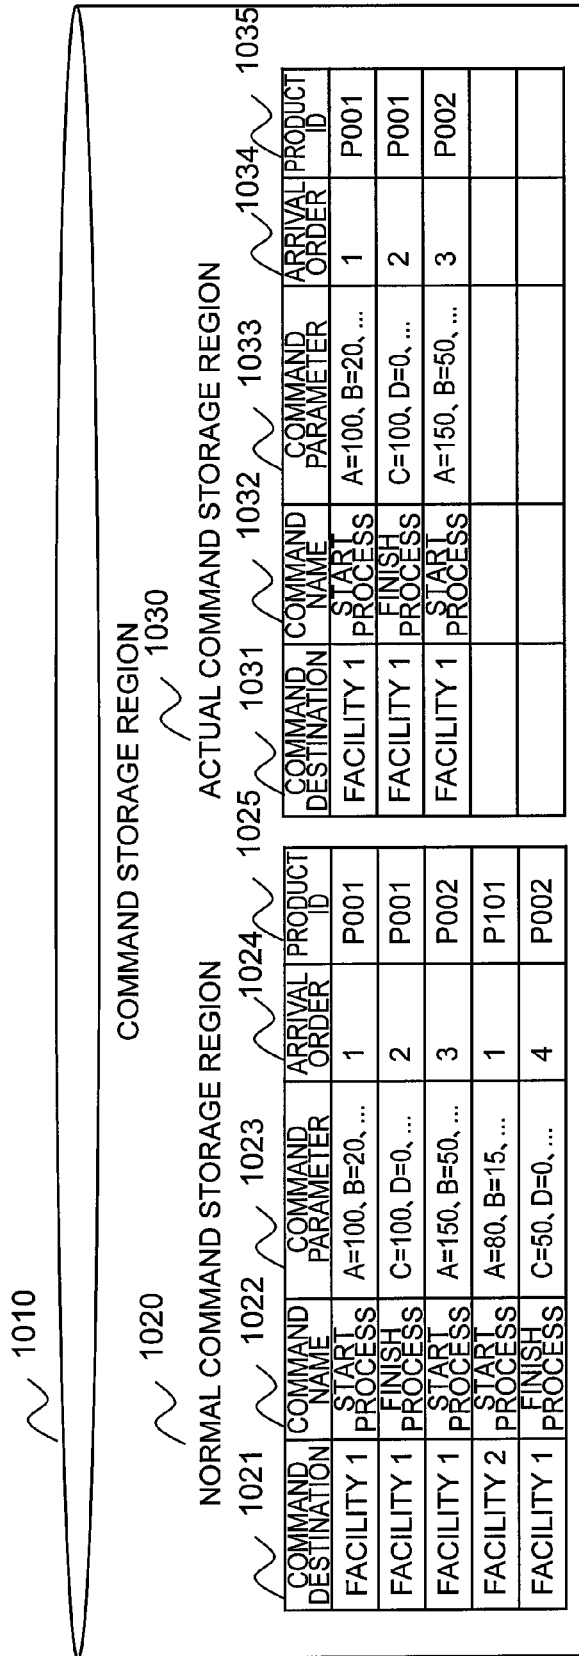 1010
COMMAND STORAGE REGION
1020
NORMAL COMMAND STORAGE REGION
1021 1022 1023 1024 1025
COMMAND DESTINATION COMMAND NAME COMMAND PARAMETER ARRIVAL ORDER PRODUCT ID
FACILITY 1 START PROCESS A=100、B=20、... 1 P001
FACILITY 1 FINISH PROCESS C=100、D=0、... 2 P001
FACILITY 1 START PROCESS A=150、B=50、... 3 P002
FACILITY 2 START PROCESS A=80、B=15、... 1 P101
FACILITY 1 FINISH PROCESS C=50、D=0、... 4 P002
1030
ACTUAL COMMAND STORAGE REGION
1031 1032 1033 1034 1035
COMMAND DESTINATION COMMAND NAME COMMAND PARAMETER ARRIVAL ORDER PRODUCT ID
FACILITY 1 START PROCESS A=100、B=20、... 1 P001
FACILITY 1 FINISH PROCESS C=100、D=0、... 2 P001
FACILITY 1 START PROCESS A=150、B=50、... 3 P002